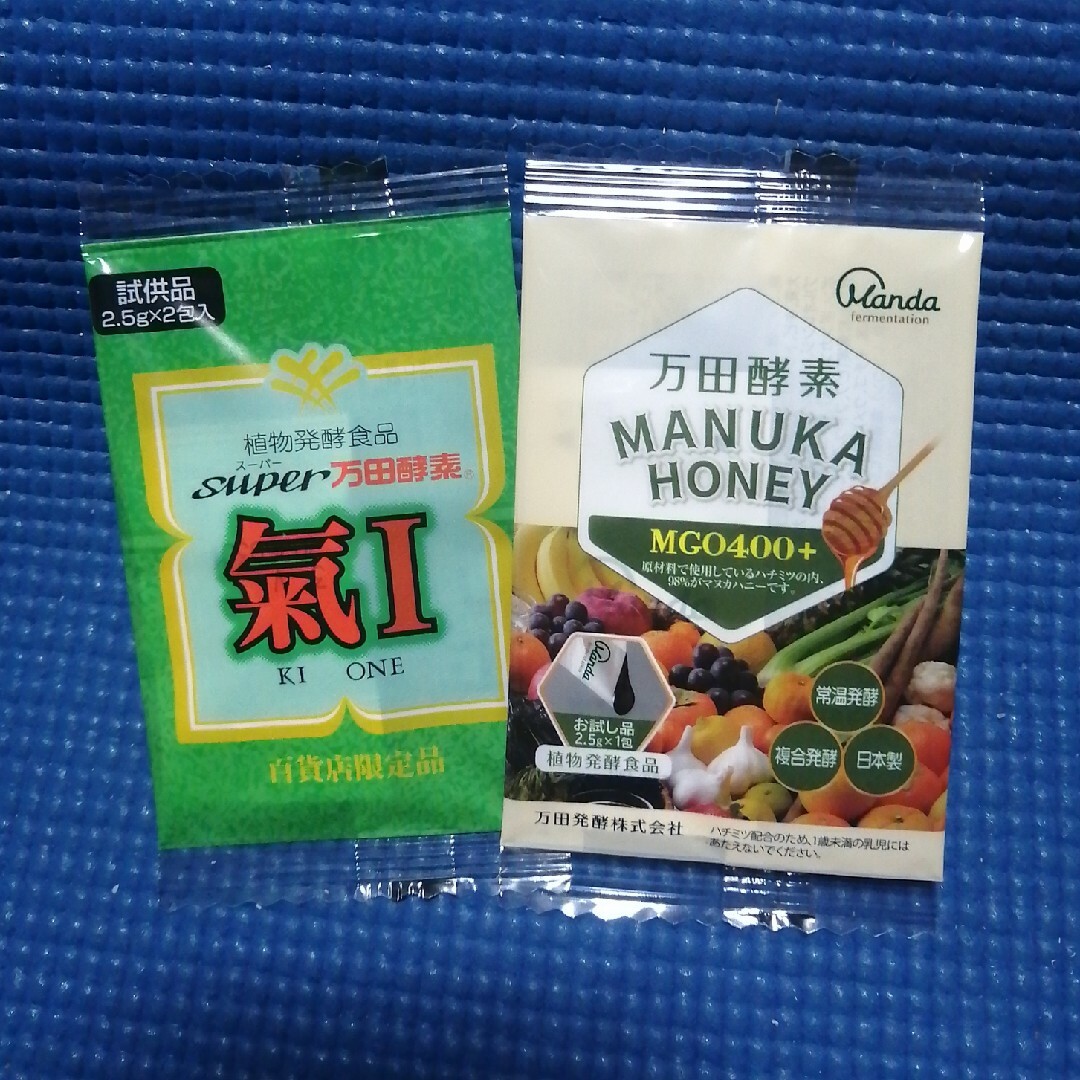 試供品
2.5g×2包入
植物発酵食品
スーパー
super万田酵素®
氣I
KI ONE
百貨店限定品
Manda
fermentation
万田酵素
MANUKA
HONEY
MGO400+
原材料で使用しているハチミツの内、
98%がマヌカハニーです。
Manda
お試し品
2.5g×1包
植物発酵食品
常温発酵
複合発酵
日本製
万田発酵株式会社
ハチミツ配合のため、1歳未満の乳児には
あたえないでください。